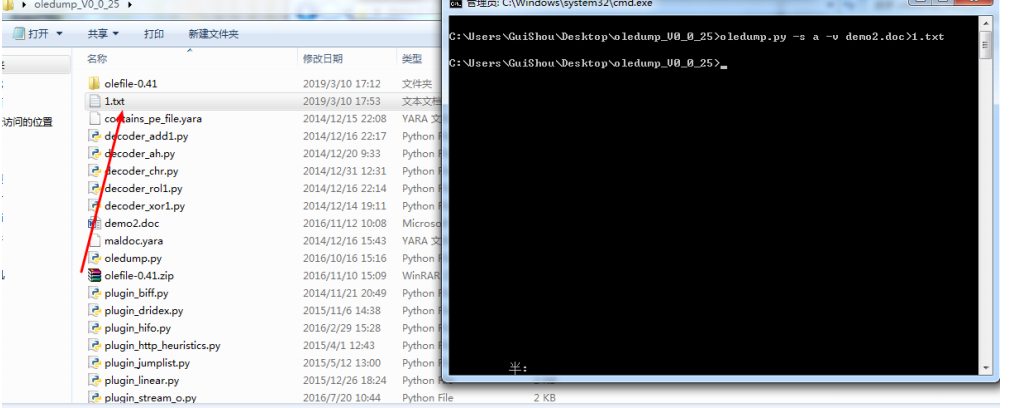 oledump_V0_0_25
打开 共享 打印 新建文件夹
名称 修改日期 类型
访问的位置
olefile-0.41 2019/3/10 17:12 文件夹
1.txt 2019/3/10 17:53 文本文档
contains_pe_file.yara 2014/12/15 22:08 YARA 文
decoder_add1.py 2014/12/16 22:17 Python F
decoder_ah.py 2014/12/20 9:33 Python F
decoder_chr.py 2014/12/31 12:31 Python F
decoder_rol1.py 2014/12/16 22:14 Python F
decoder_xor1.py 2014/12/14 19:11 Python F
demo2.doc 2016/11/12 10:08 Microso
maldoc.yara 2014/12/16 15:43 YARA 文
oledump.py 2016/10/16 15:16 Python F
olefile-0.41.zip 2016/11/10 15:09 WinRAR
plugin_biff.py 2014/11/21 20:49 Python F
plugin_dridex.py 2015/11/6 14:38 Python F
plugin_hifo.py 2016/2/29 15:28 Python F
plugin_http_heuristics.py 2015/4/1 12:43 Python F
plugin_jumplist.py 2015/5/12 13:00 Python F
plugin_linear.py 2015/12/26 18:24 Python F
plugin_stream_o.py 2016/7/20 10:44 Python File 2 KB
管理员: C:\Windows\system32\cmd.exe
C:\Users\GuiShou\Desktop\oledump_V0_0_25>oledump.py -s a -v demo2.doc>1.txt
C:\Users\GuiShou\Desktop\oledump_V0_0_25>_
半: